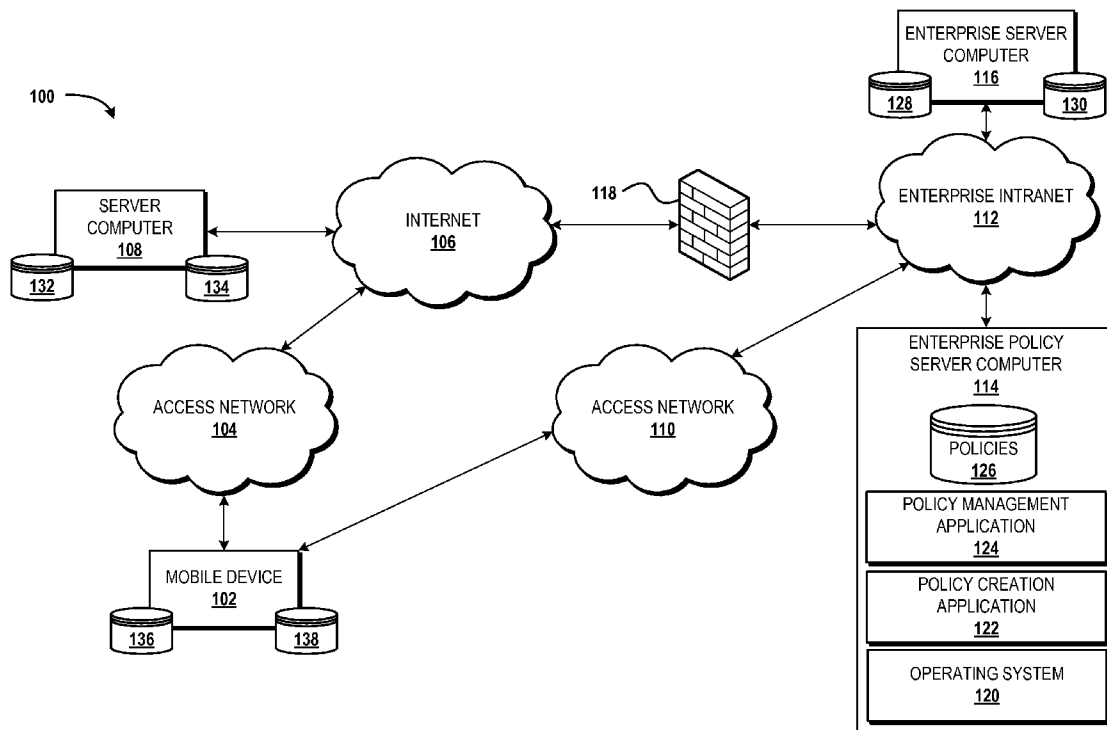 100
ENTERPRISE SERVER
COMPUTER
116
128
130
SERVER
COMPUTER
108
132
134
INTERNET
106
118
ENTERPRISE INTRANET
112
ACCESS NETWORK
104
ACCESS NETWORK
110
MOBILE DEVICE
102
136
138
ENTERPRISE POLICY
SERVER COMPUTER
114
POLICIES
126
POLICY MANAGEMENT
APPLICATION
124
POLICY CREATION
APPLICATION
122
OPERATING SYSTEM
120